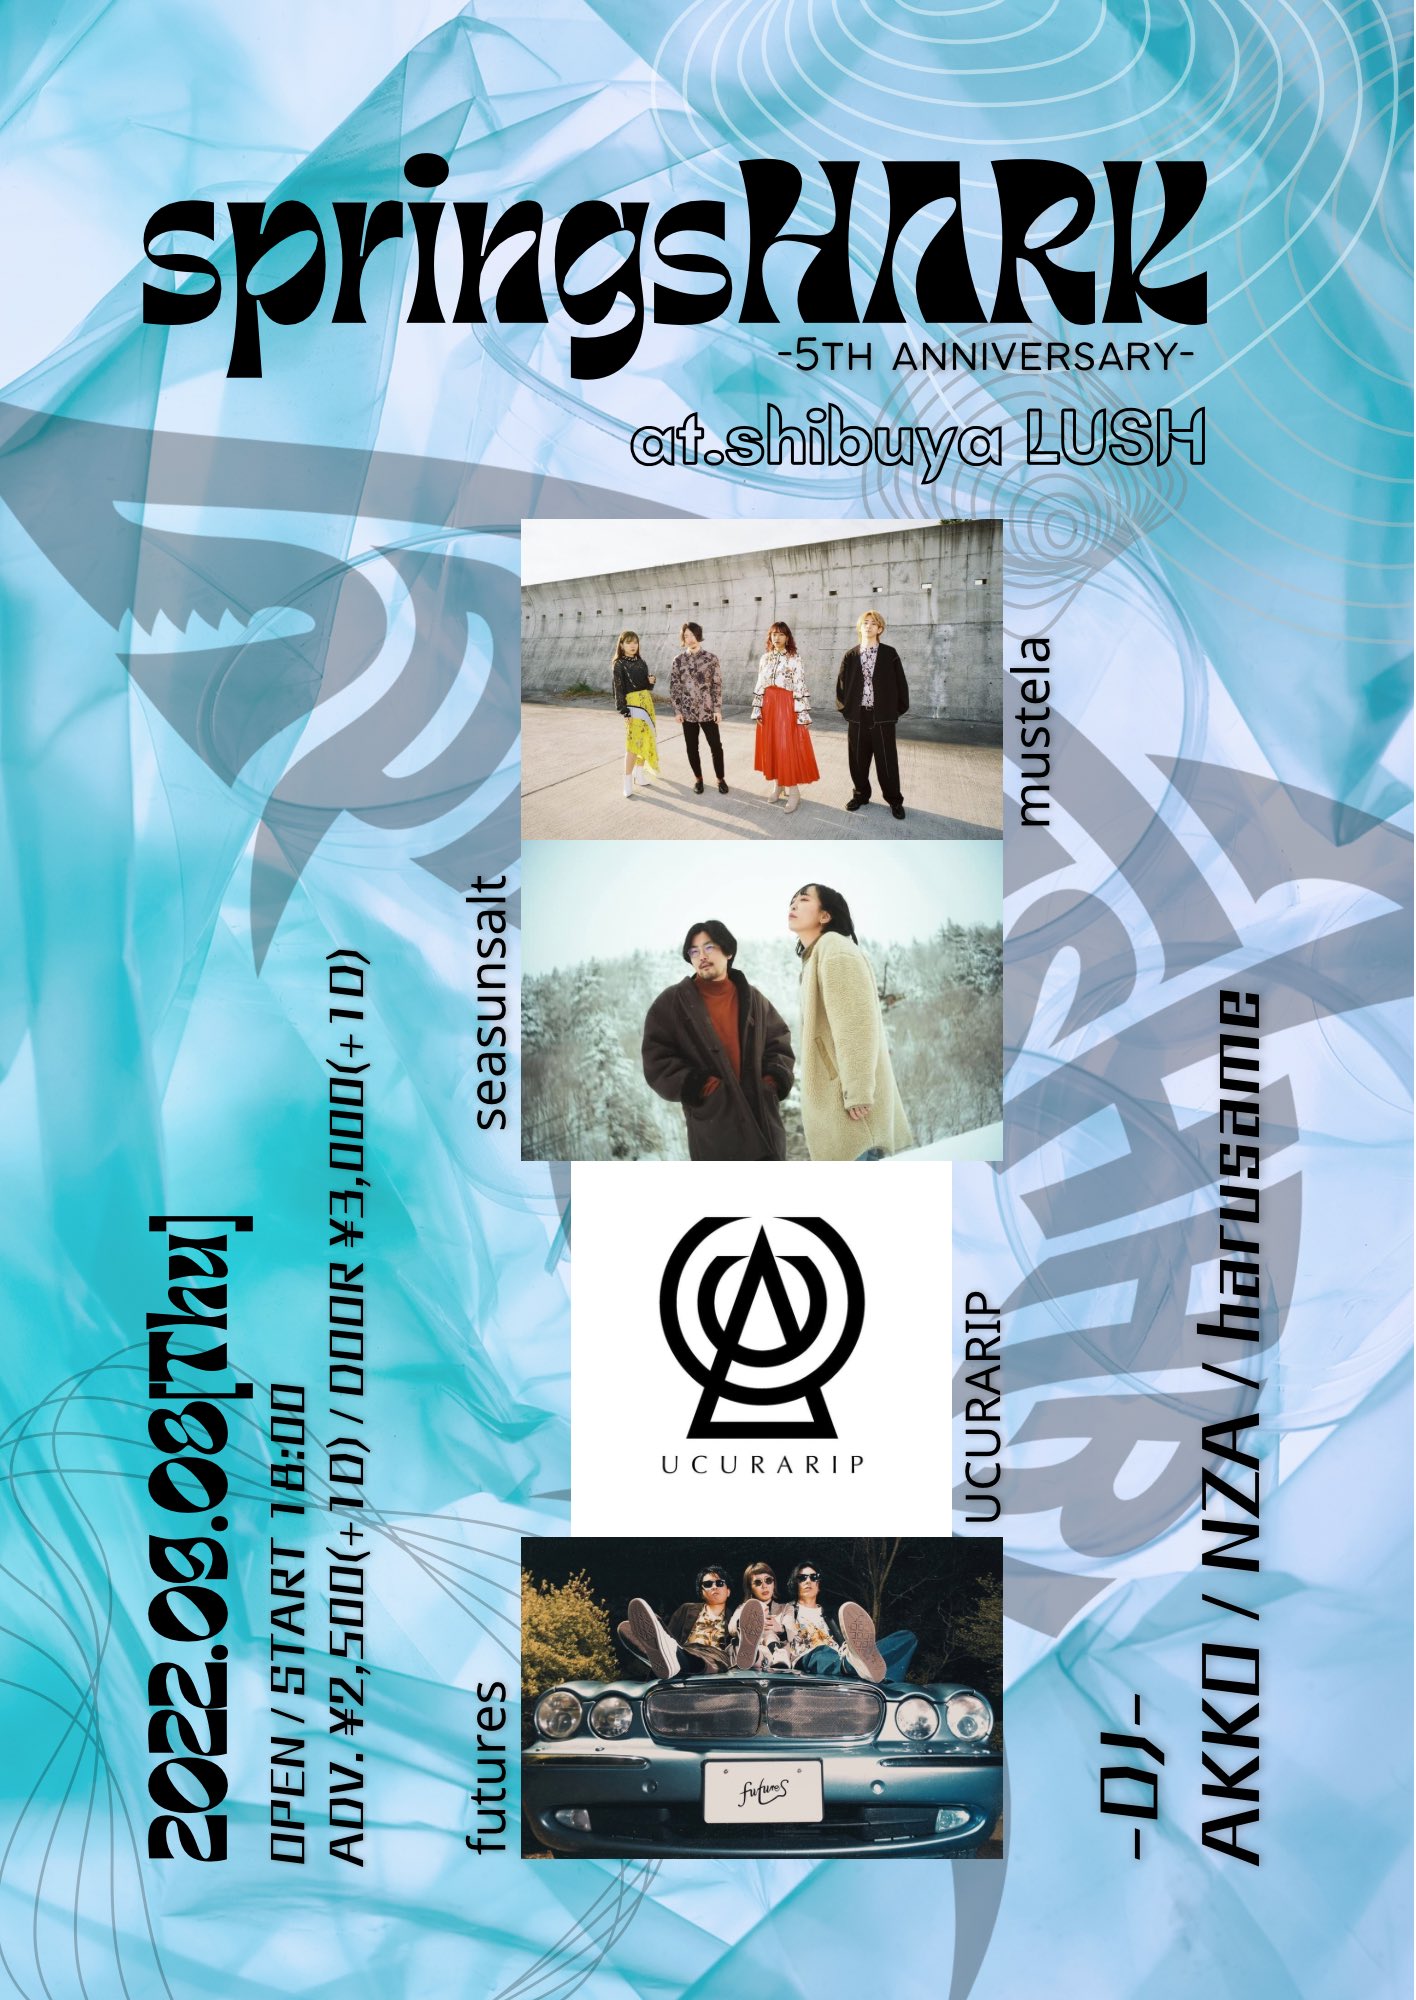 springsHARK
-5TH ANNIVERSARY-
at.shibuya LUSH
mustela
seasunsalt
UCURARIP
UCURARIP
futures
futures
2022.09.08[Thu]
OPEN / START 18:00
ADV. ¥2,500(+1D) / DOOR ¥3,000(+1D)
-DJ-
AKKO / NZA / harusame